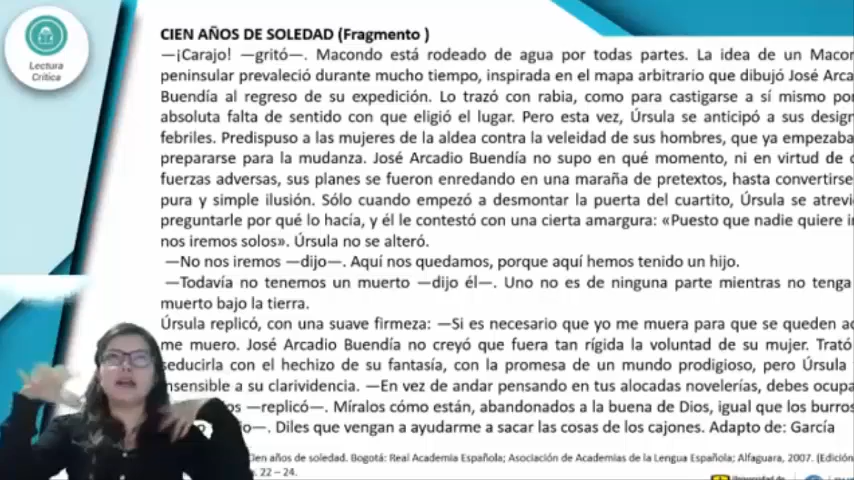 Lectura
Crítica
CIEN AÑOS DE SOLEDAD (Fragmento )
—¡Carajo! —gritó—. Macondo está rodeado de agua por todas partes. La idea de un Macon
peninsular prevaleció durante mucho tiempo, inspirada en el mapa arbitrario que dibujó José Arca
Buendía al regreso de su expedición. Lo trazó con rabia, como para castigarse a sí mismo por
absoluta falta de sentido con que eligió el lugar. Pero esta vez, Úrsula se anticipó a sus design
febriles. Predispuso a las mujeres de la aldea contra la veleidad de sus hombres, que ya empezaba
prepararse para la mudanza. José Arcadio Buendía no supo en qué momento, ni en virtud de
fuerzas adversas, sus planes se fueron enredando en una maraña de pretextos, hasta convertirse
pura y simple ilusión. Sólo cuando empezó a desmontar la puerta del cuartito, Úrsula se atrevi
preguntarle por qué lo hacía, y él le contestó con una cierta amargura: «Puesto que nadie quiere i
nos iremos solos». Úrsula no se alteró.
—No nos iremos —dijo—. Aquí nos quedamos, porque aquí hemos tenido un hijo.
—Todavía no tenemos un muerto —dijo él—. Uno no es de ninguna parte mientras no tenga
muerto bajo la tierra.
Úrsula replicó, con una suave firmeza: —Si es necesario que yo me muera para que se queden a
me muero. José Arcadio Buendía no creyó que fuera tan rígida la voluntad de su mujer. Trató
seducirla con el hechizo de su fantasía, con la promesa de un mundo prodigioso, pero Úrsula
nsensible a su clarividencia. —En vez de andar pensando en tus alocadas novelerías, debes ocupa
os —replicó—. Míralos cómo están, abandonados a la buena de Dios, igual que los burros
io—. Diles que vengan a ayudarme a sacar las cosas de los cajones. Adapto de: García
Cien años de soledad. Bogotá: Real Academia Española; Asociación de Academias de la Lengua Española; Alfaguara, 2007. (Edición
22 – 24.
Universidad de